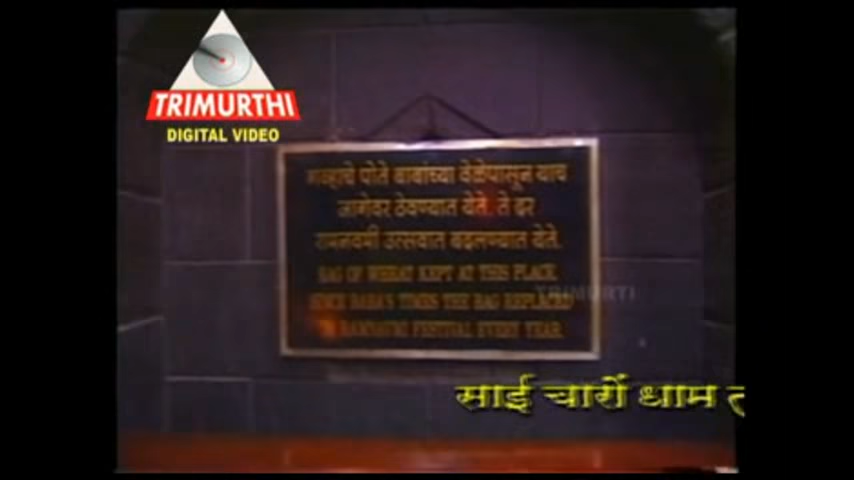 TRIMURTHI
DIGITAL VIDEO
गव्हाचे पोते बाबांच्या वेळेपासून याच
जागेवर ठेवण्यात येते. ते दर
रामनवमी उत्सवात बदलण्यात येते.
BAG OF WHEAT KEPT AT THIS PLACE
SINCE BABA'S TIMES THE BAG REPLACED
RAMNAVMI FESTIVAL EVERY YEAR.
TRIMURTI
साई चारों धाम